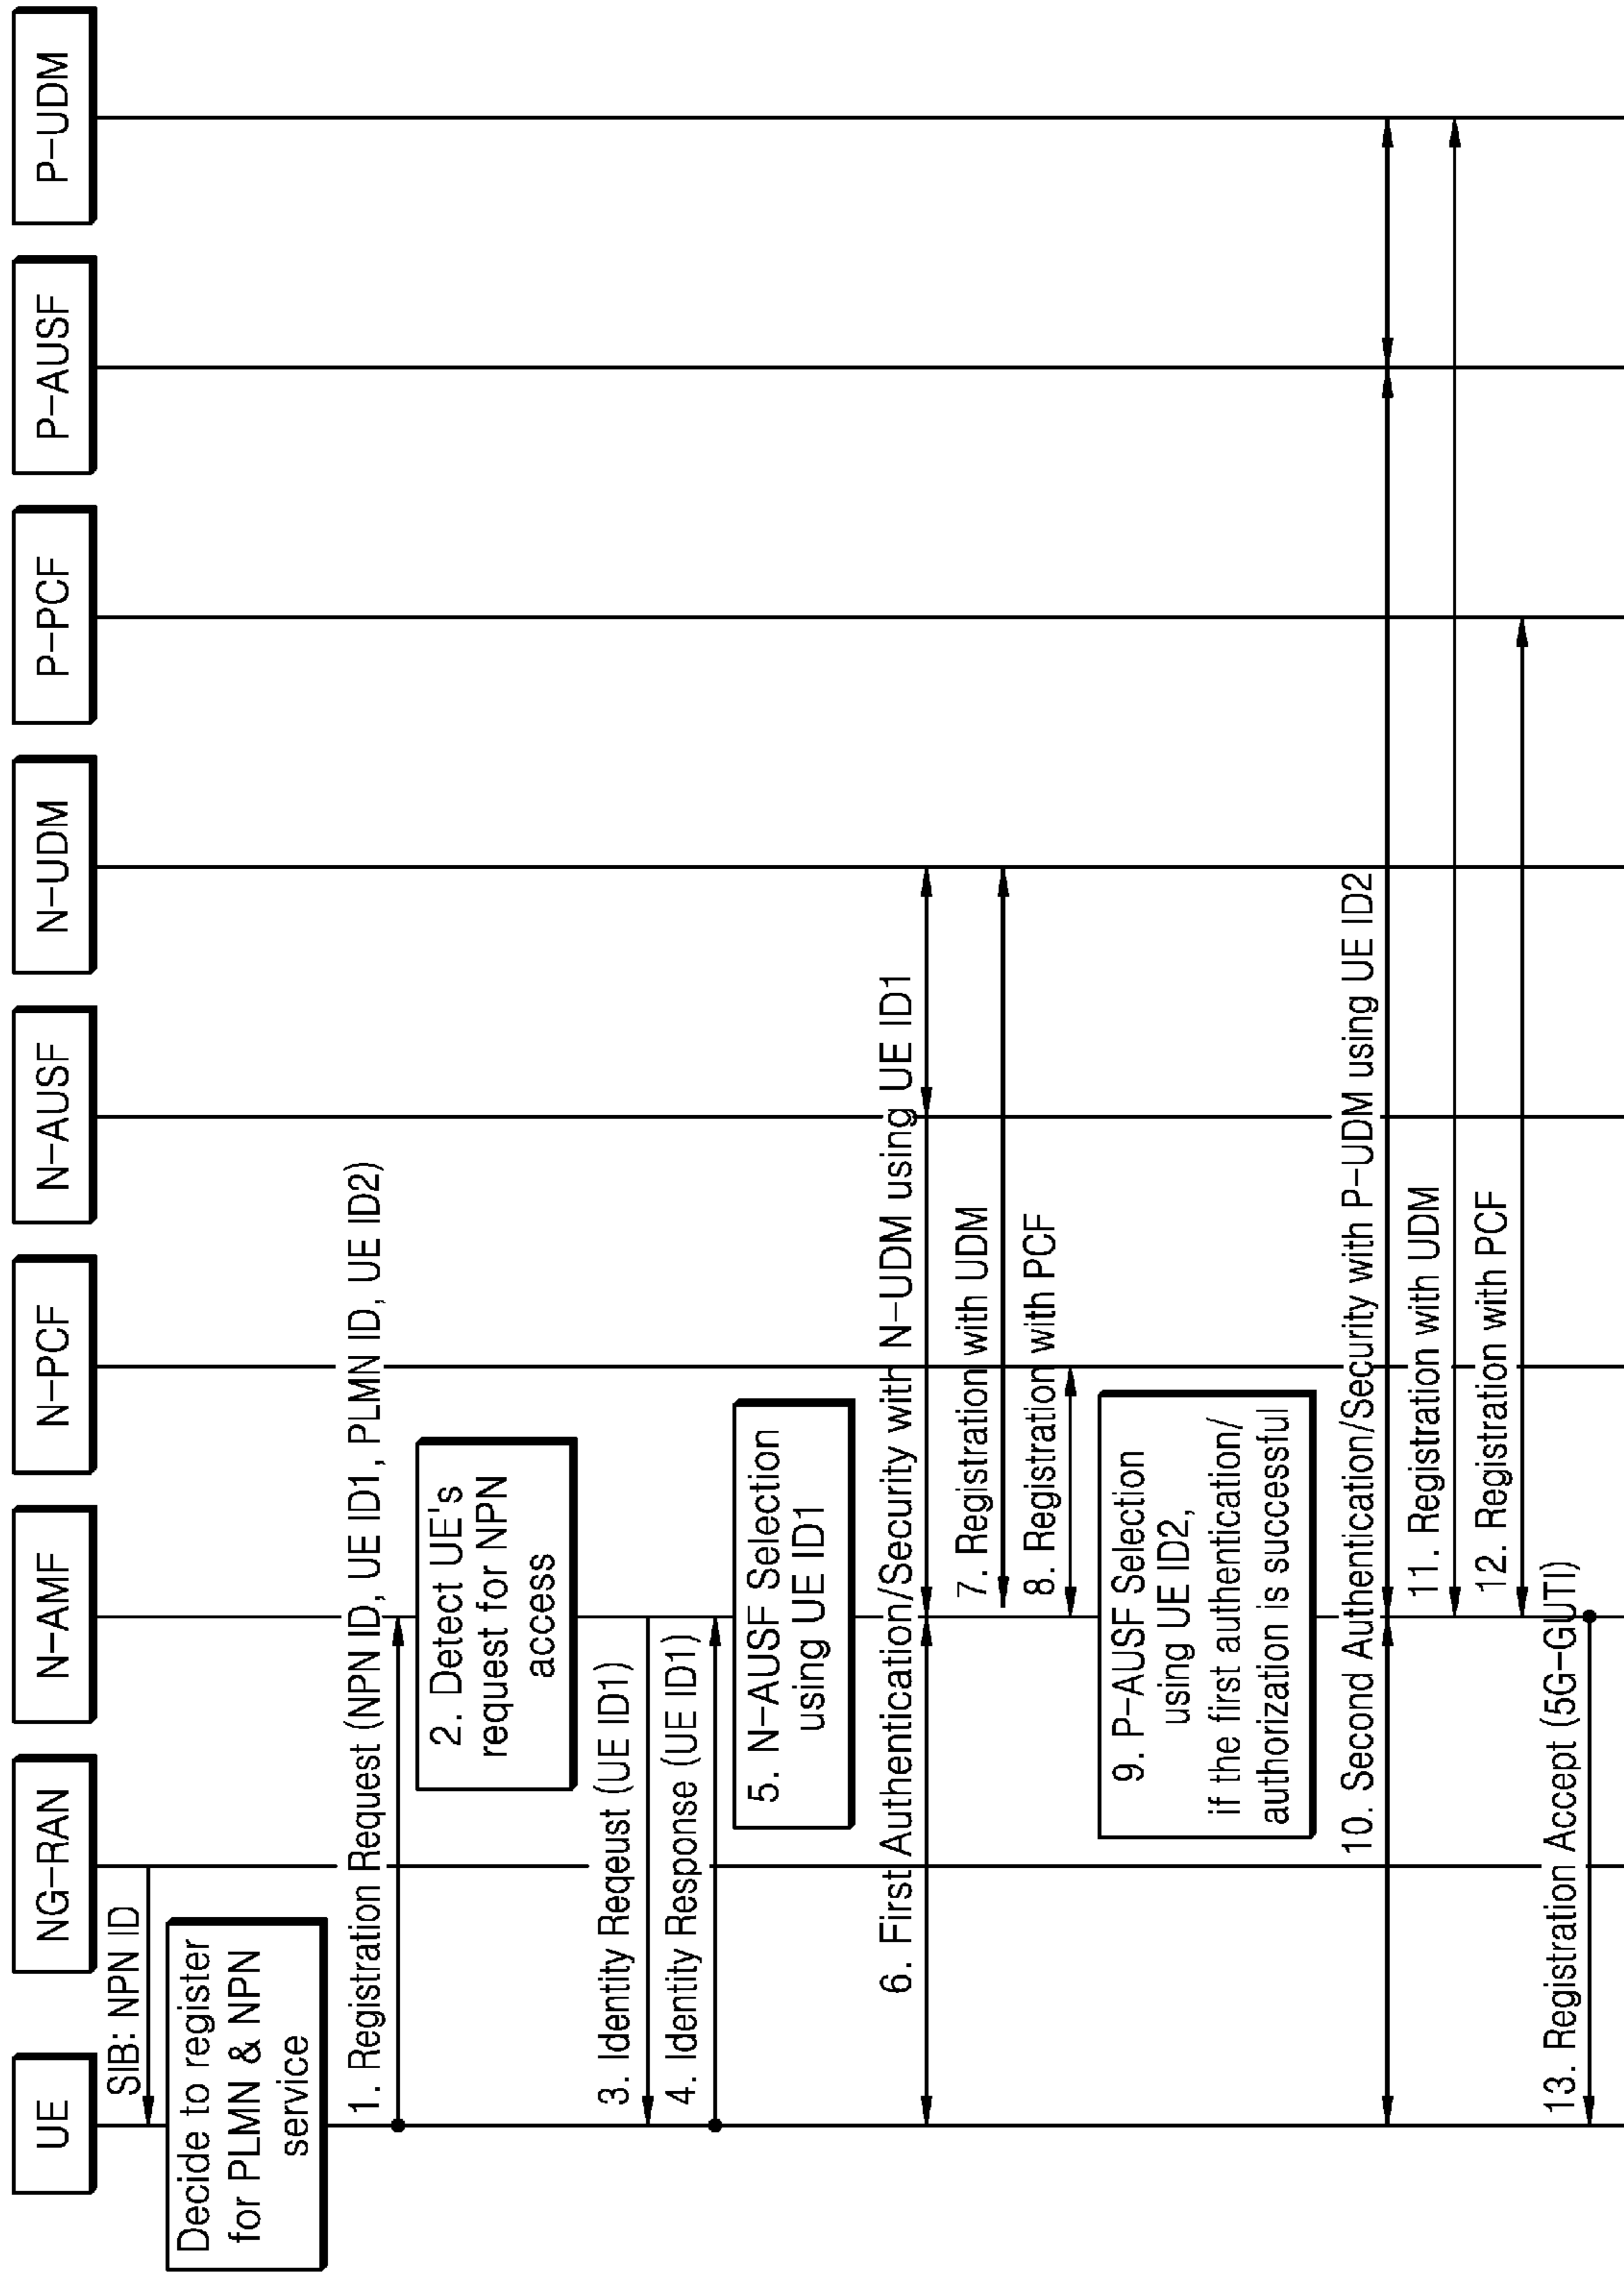 UE
NG-RAN
N-AMF
N-PCF
N-AUSF
N-UDM
P-PCF
P-AUSF
P-UDM
SIB: NPN ID
Decide to register
for PLMN & NPN
service
1. Registration Request (NPN ID, UE ID1, PLMN ID, UE ID2)
2. Detect UE's
request for NPN
access
3. Identity Reqeust (UE ID1)
4. Identity Response (UE ID1)
5. N-AUSF Selection
using UE ID1
6. First Authentication/Security with N-UDM using UE ID1
7. Registration with UDM
8. Registration with PCF
9. P-AUSF Selection
using UE ID2,
if the first authentication/
authorization is successful
10. Second Authentication/Security with P-UDM using UE ID2
11. Registration with UDM
12. Registration with PCF
13. Registration Accept (5G-GUTI)